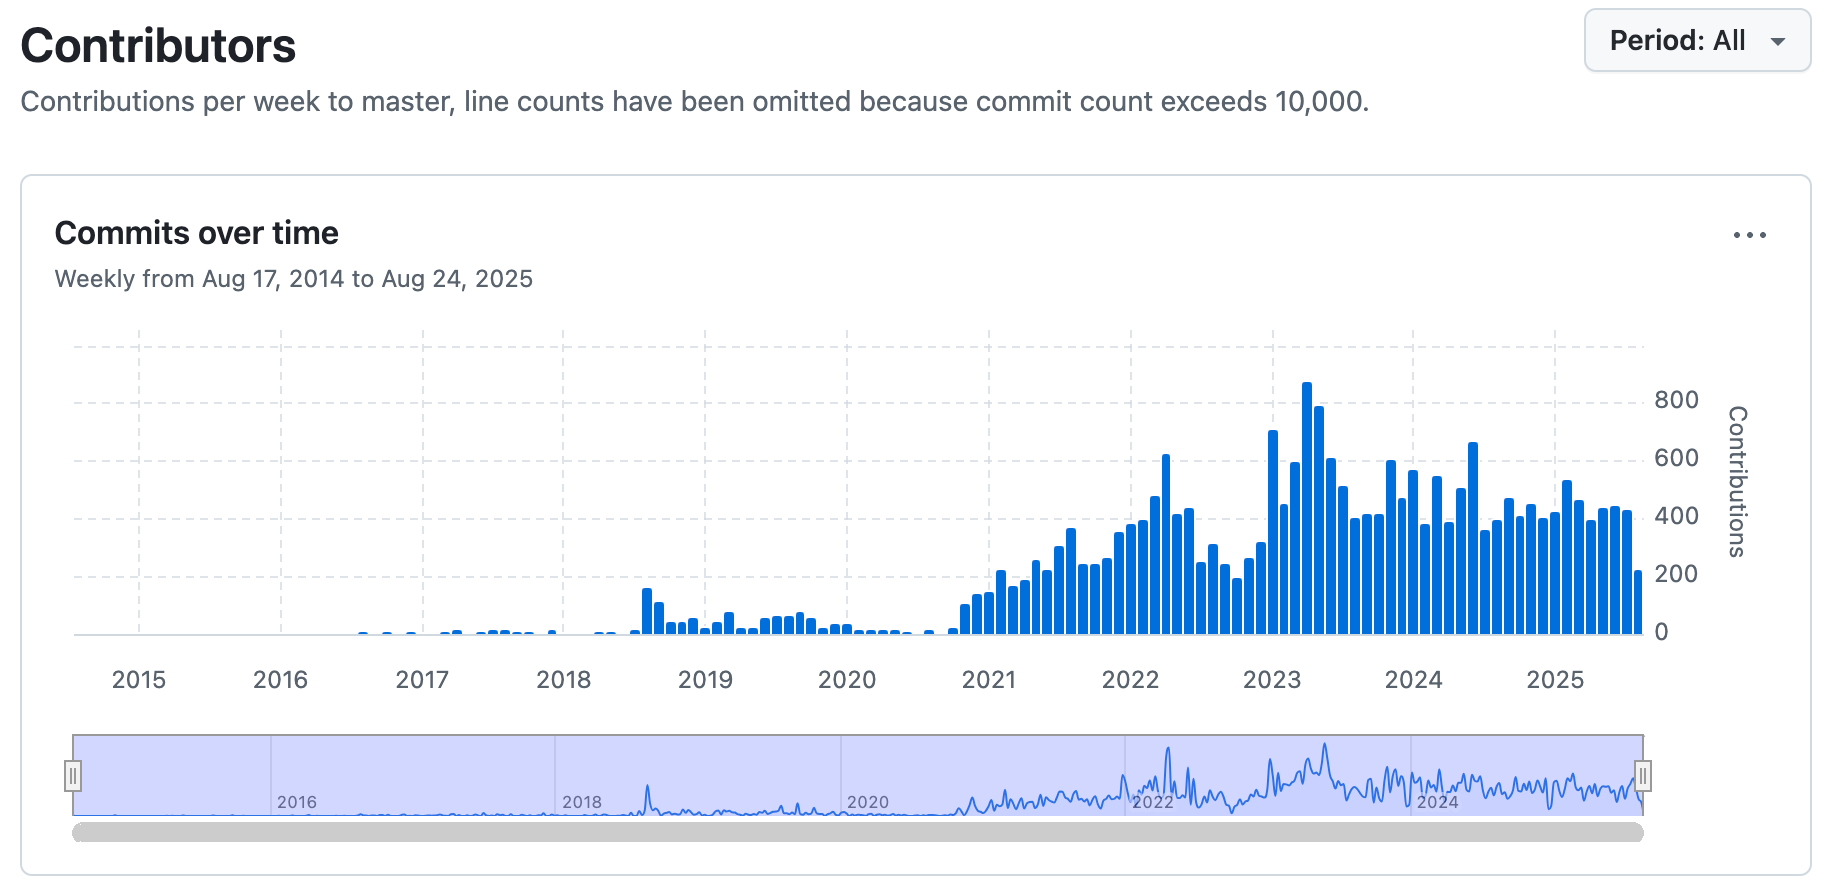 Contributors
Period: All
Contributions per week to master, line counts have been omitted because commit count exceeds 10,000.
Commits over time
Weekly from Aug 17, 2014 to Aug 24, 2025
800
600
400
200
0
Contributions
2015 2016 2017 2018 2019 2020 2021 2022 2023 2024 2025
2016 2018 2020 2022 2024